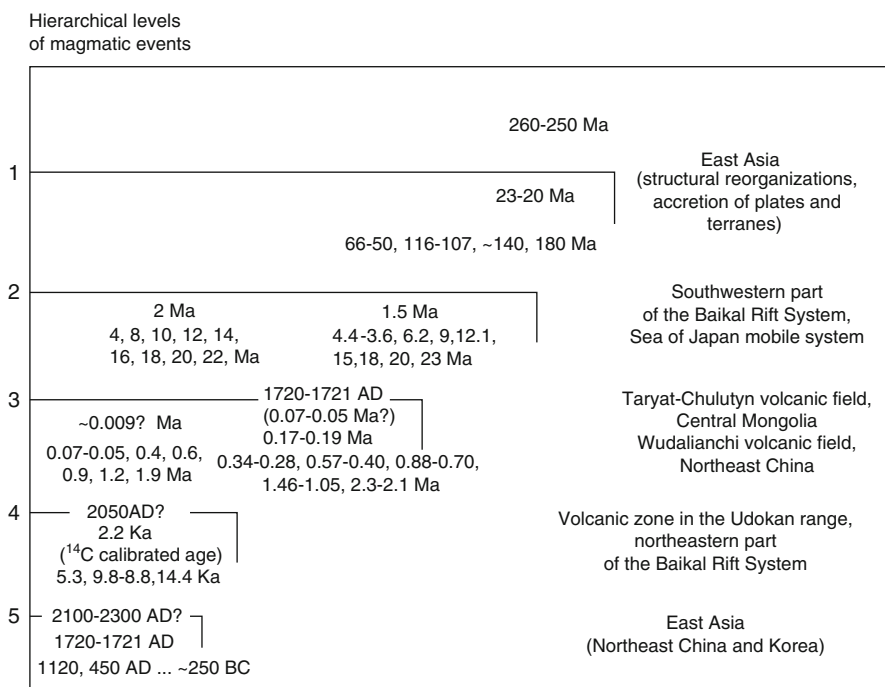 Hierarchical levels
of magmatic events
260-250 Ma
1
East Asia
(structural reorganizations,
accretion of plates and
terranes)
23-20 Ma
66-50, 116-107, ~140, 180 Ma
2
Southwestern part
of the Baikal Rift System,
Sea of Japan mobile system
2 Ma
4, 8, 10, 12, 14,
16, 18, 20, 22, Ma
1.5 Ma
4.4-3.6, 6.2, 9,12.1,
15,18, 20, 23 Ma
3
1720-1721 AD
(0.07-0.05 Ma?)
0.17-0.19 Ma
0.34-0.28, 0.57-0.40, 0.88-0.70,
1.46-1.05, 2.3-2.1 Ma
~0.009? Ma
0.07-0.05, 0.4, 0.6,
0.9, 1.2, 1.9 Ma
Taryat-Chulutyn volcanic field,
Central Mongolia
Wudalianchi volcanic field,
Northeast China
4
2050AD?
2.2 Ka
(14C calibrated age)
5.3, 9.8-8.8,14.4 Ka
Volcanic zone in the Udokan range,
northeastern part
of the Baikal Rift System
5
2100-2300 AD?
1720-1721 AD
1120, 450 AD ... ~250 BC
East Asia
(Northeast China and Korea)